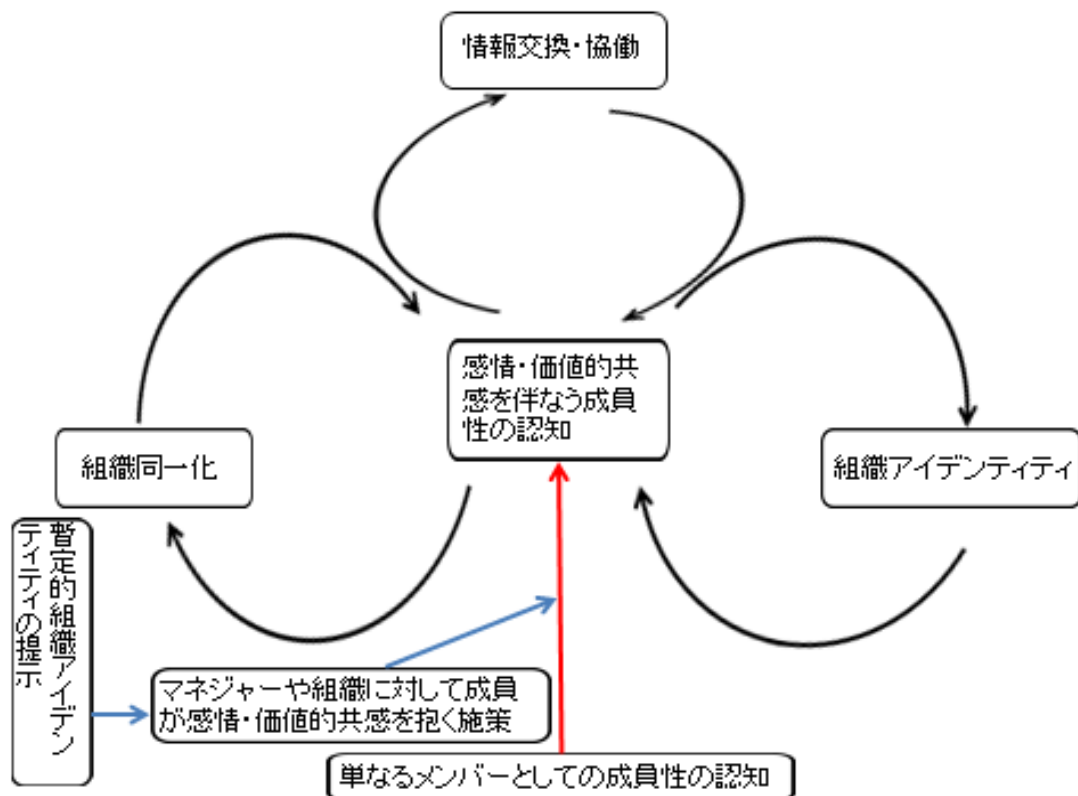 情報交換・協働
感情・価値的共
感を伴なう成員
性の認知
組織同一化
組織アイデンティティ
暫定的組織アイデン
ティティの提示
マネジャーや組織に対して成員
が感情・価値的共感を抱く施策
単なるメンバーとしての成員性の認知